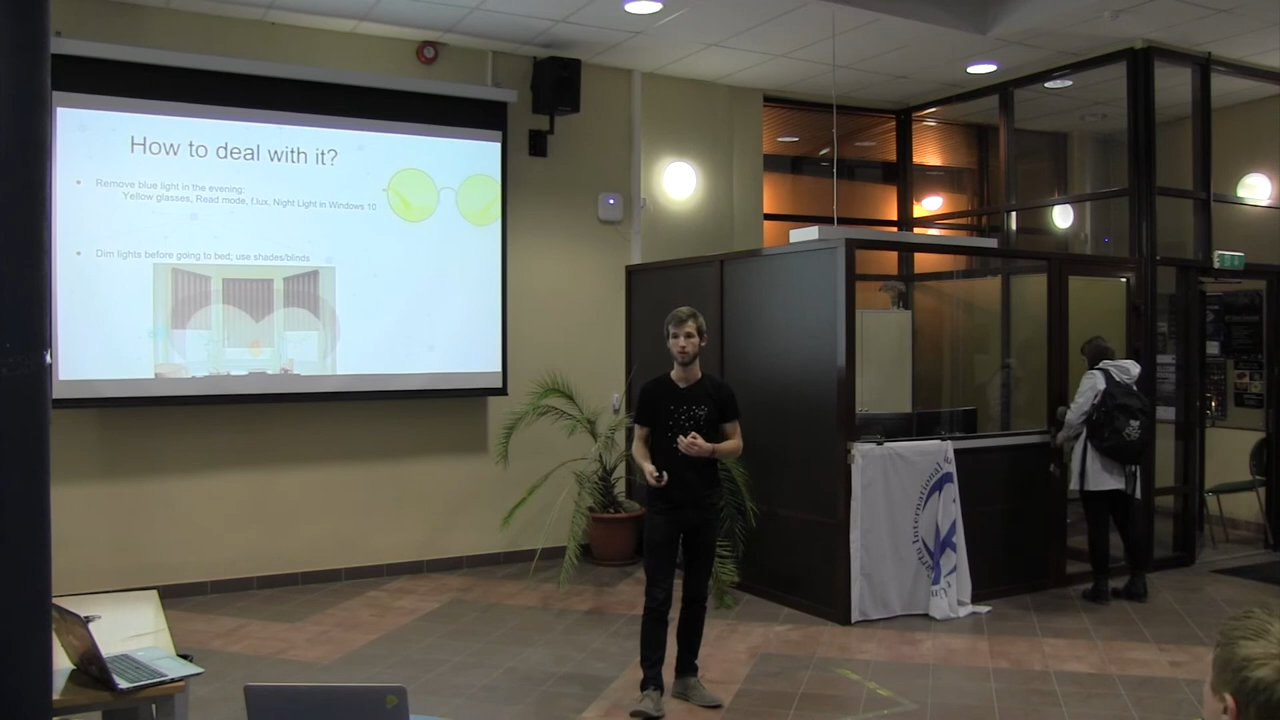 How to deal with it?
Remove blue light in the evening:
Yellow glasses, Read mode, f.lux, Night Light in Windows 10
Dim lights before going to bed; use shades/blinds
International